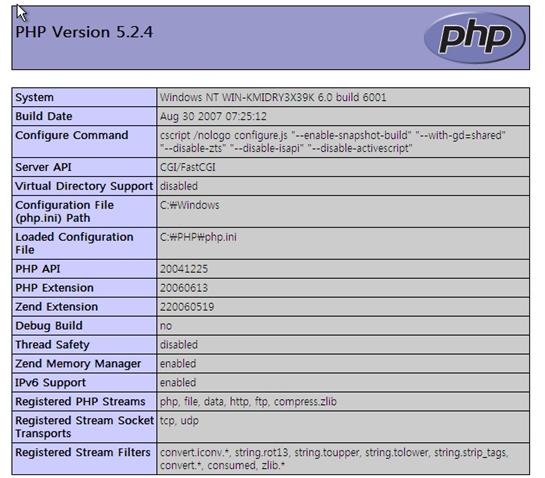 PHP Version 5.2.4
php
System Windows NT WIN-KMIDRY3X39K 6.0 build 6001
Build Date Aug 30 2007 07:25:12
Configure Command cscript /nologo configure.js "--enable-snapshot-build" "--with-gd=shared"
"--disable-zts" "--disable-isapi" "--disable-activescript"
Server API CGI/FastCGI
Virtual Directory Support disabled
Configuration File C:₩Windows
(php.ini) Path
Loaded Configuration C:₩PHP₩php.ini
File
PHP API 20041225
PHP Extension 20060613
Zend Extension 220060519
Debug Build no
Thread Safety disabled
Zend Memory Manager enabled
IPv6 Support enabled
Registered PHP Streams php, file, data, http, ftp, compress.zlib
Registered Stream Socket tcp, udp
Transports
Registered Stream Filters convert.iconv.*, string.rot13, string.toupper, string.tolower, string.strip_tags,
convert.*, consumed, zlib.*